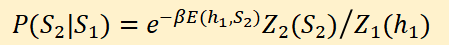 P(S₂|S₁) = e^{-βE(h₁,S₂)}Z₂(S₂)/Z₁(h₁)